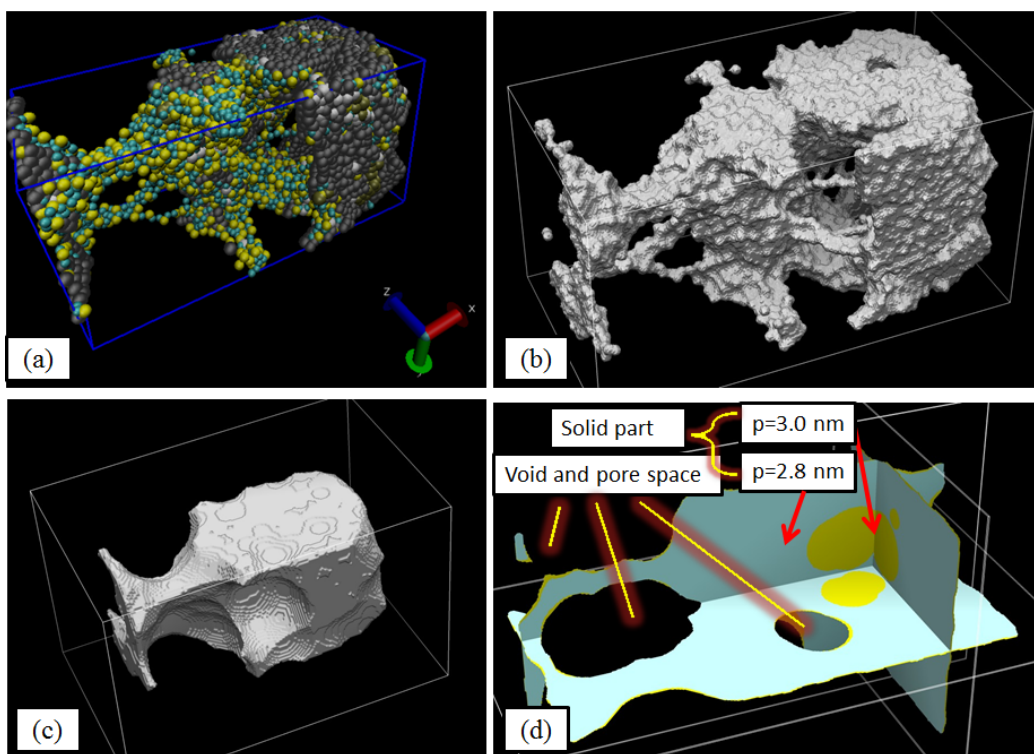 z
x
(a)
(b)
(c)
Solid part
p=3.0 nm
p=2.8 nm
Void and pore space
(d)